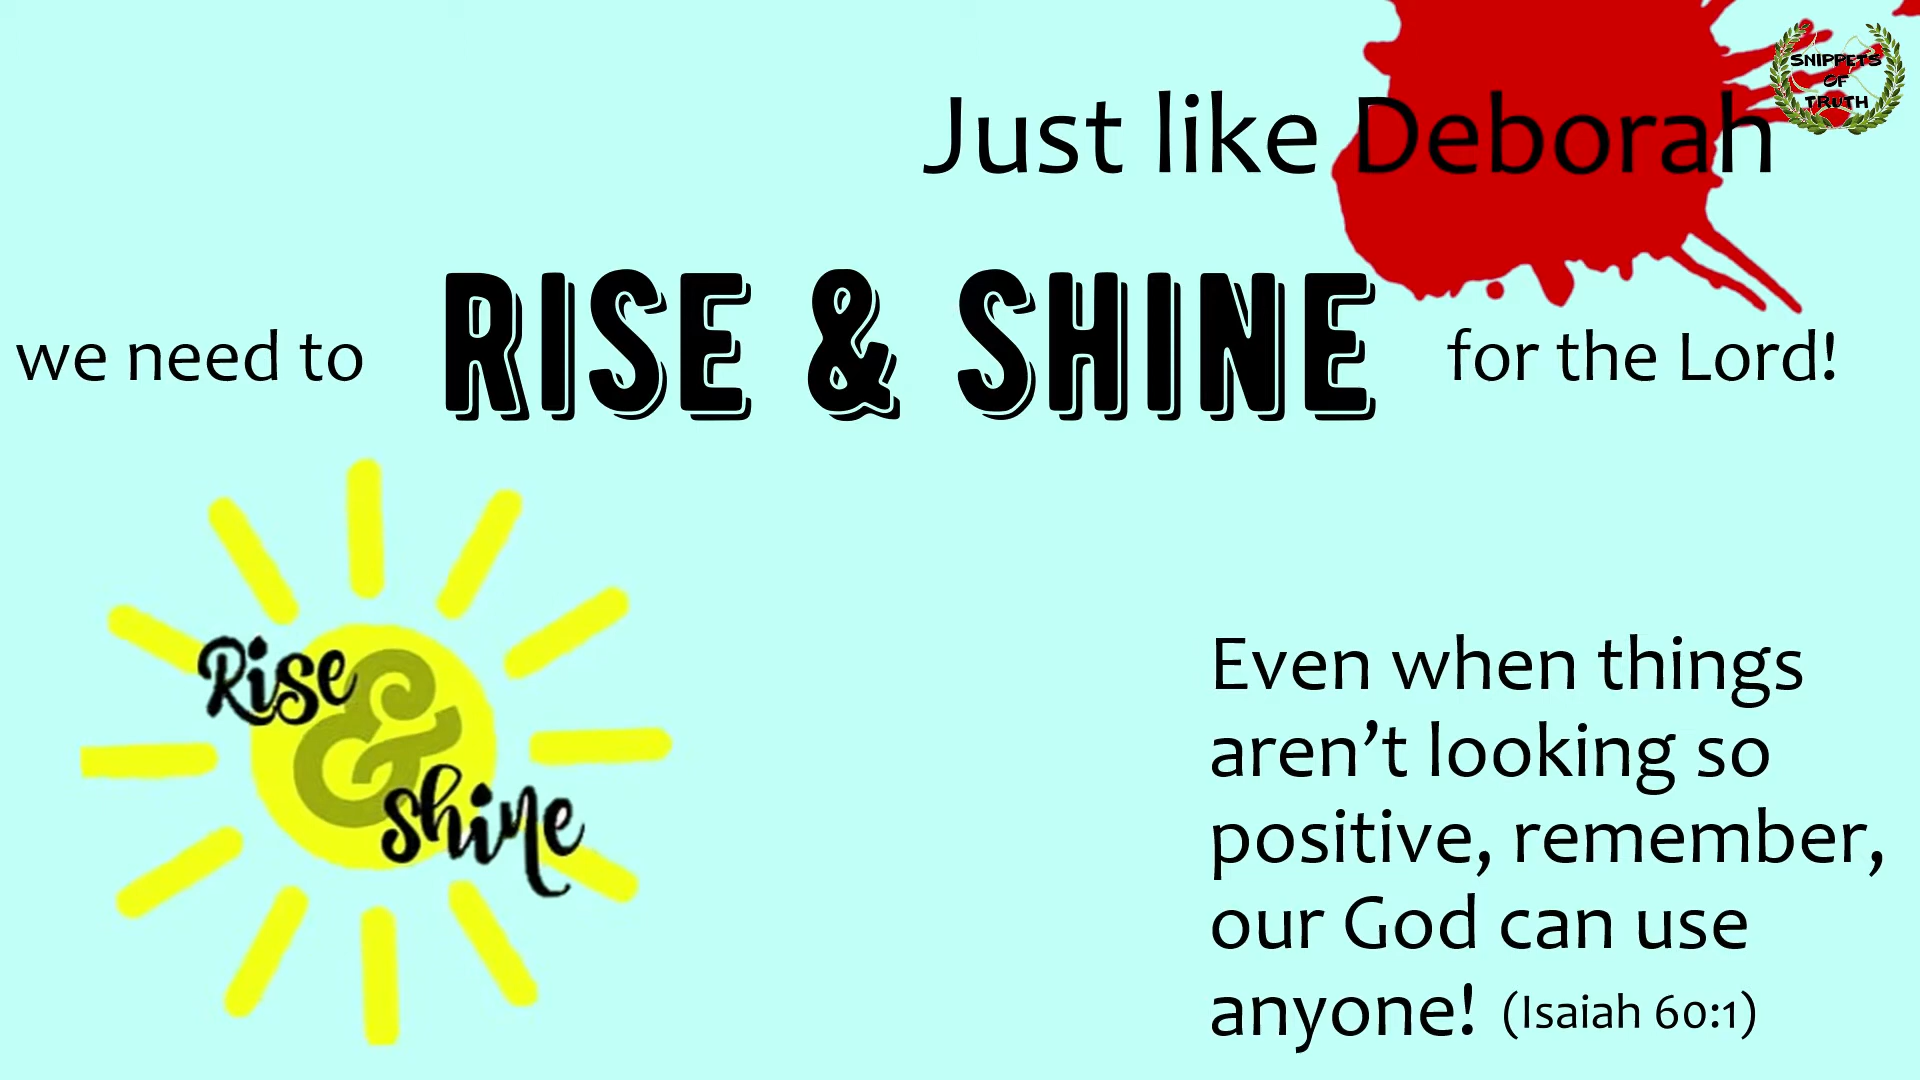 SNIPPETS
OF
TRUTH
Just like Deborah
we need to RISE & SHINE for the Lord!
Rise
&
shine
Even when things
aren’t looking so
positive, remember,
our God can use
anyone! (Isaiah 60:1)